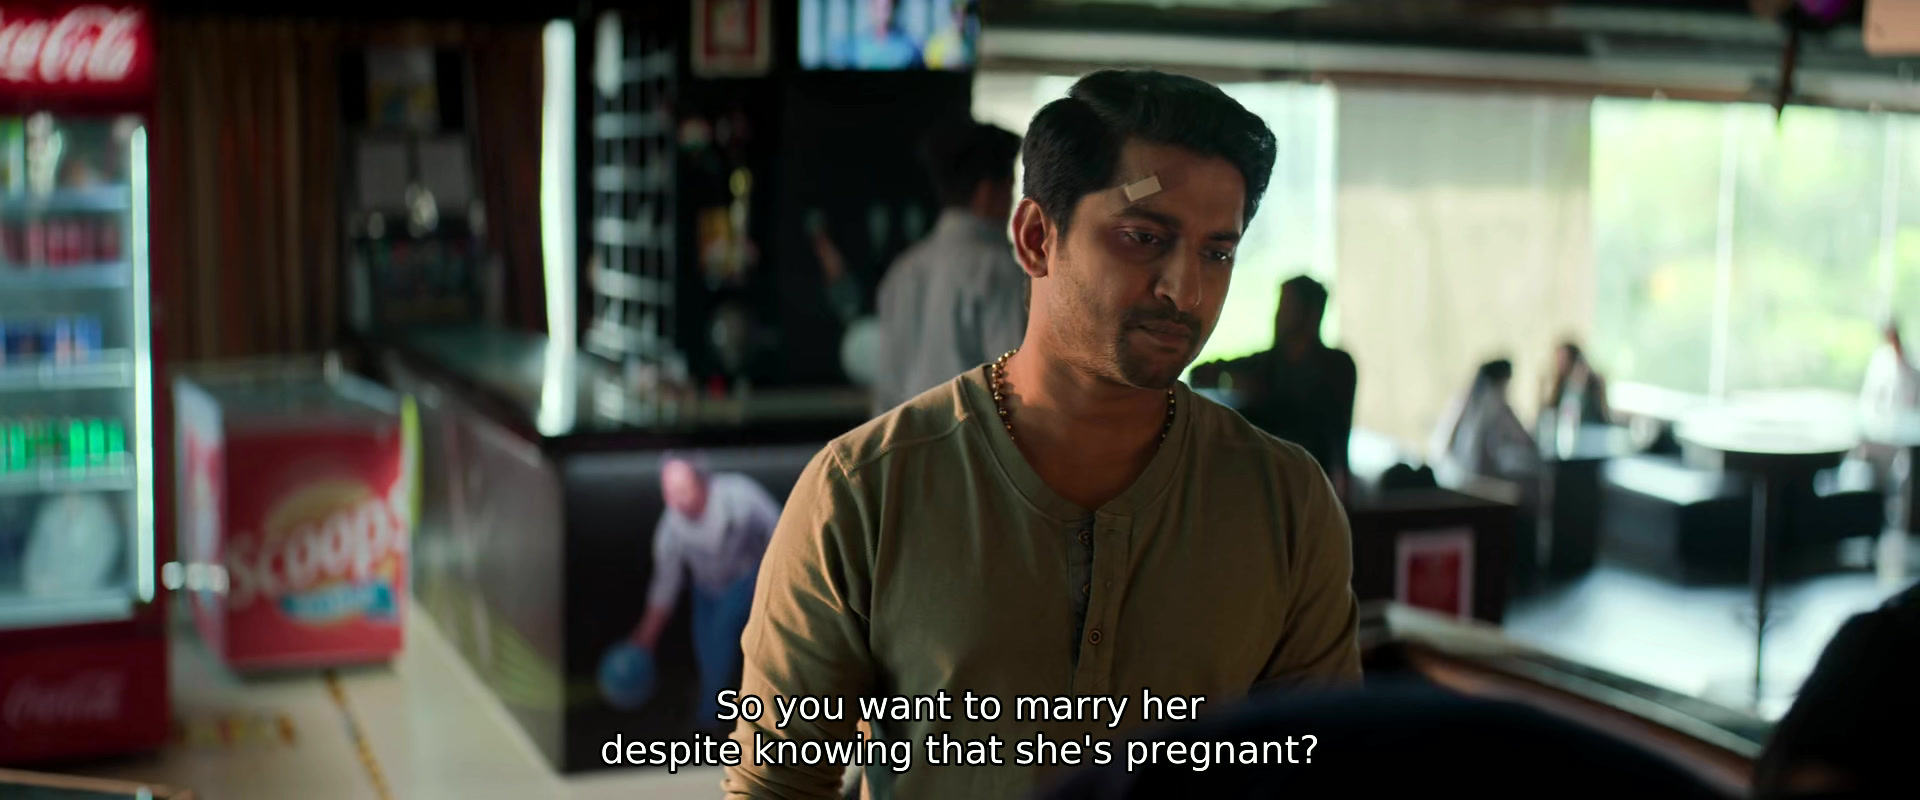 Coca-Cola
Scoops
Coca-Cola
So you want to marry her
despite knowing that she's pregnant?